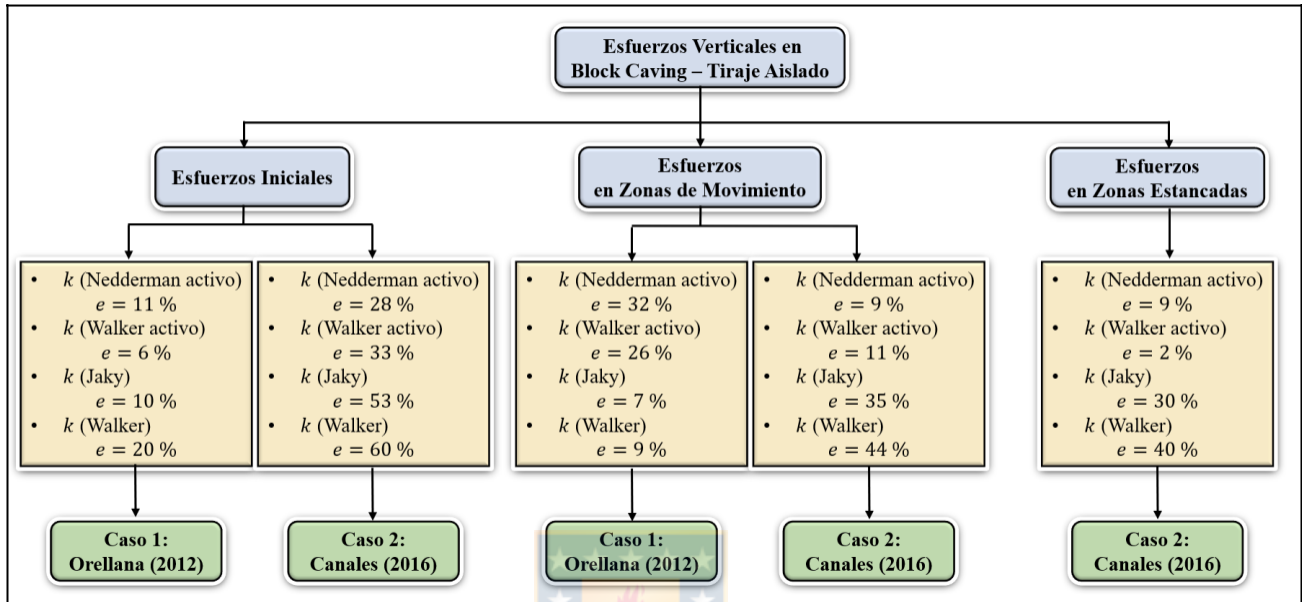 Esfuerzos Verticales en
Block Caving – Tiraje Aislado
Esfuerzos Iniciales
Esfuerzos
en Zonas de Movimiento
Esfuerzos
en Zonas Estancadas
• k (Nedderman activo)
e = 11 %
• k (Walker activo)
e = 6 %
• k (Jaky)
e = 10 %
• k (Walker)
e = 20 %
• k (Nedderman activo)
e = 28 %
• k (Walker activo)
e = 33 %
• k (Jaky)
e = 53 %
• k (Walker)
e = 60 %
• k (Nedderman activo)
e = 32 %
• k (Walker activo)
e = 26 %
• k (Jaky)
e = 7 %
• k (Walker)
e = 9 %
• k (Nedderman activo)
e = 9 %
• k (Walker activo)
e = 11 %
• k (Jaky)
e = 35 %
• k (Walker)
e = 44 %
• k (Nedderman activo)
e = 9 %
• k (Walker activo)
e = 2 %
• k (Jaky)
e = 30 %
• k (Walker)
e = 40 %
Caso 1:
Orellana (2012)
Caso 2:
Canales (2016)
Caso 1:
Orellana (2012)
Caso 2:
Canales (2016)
Caso 2:
Canales (2016)